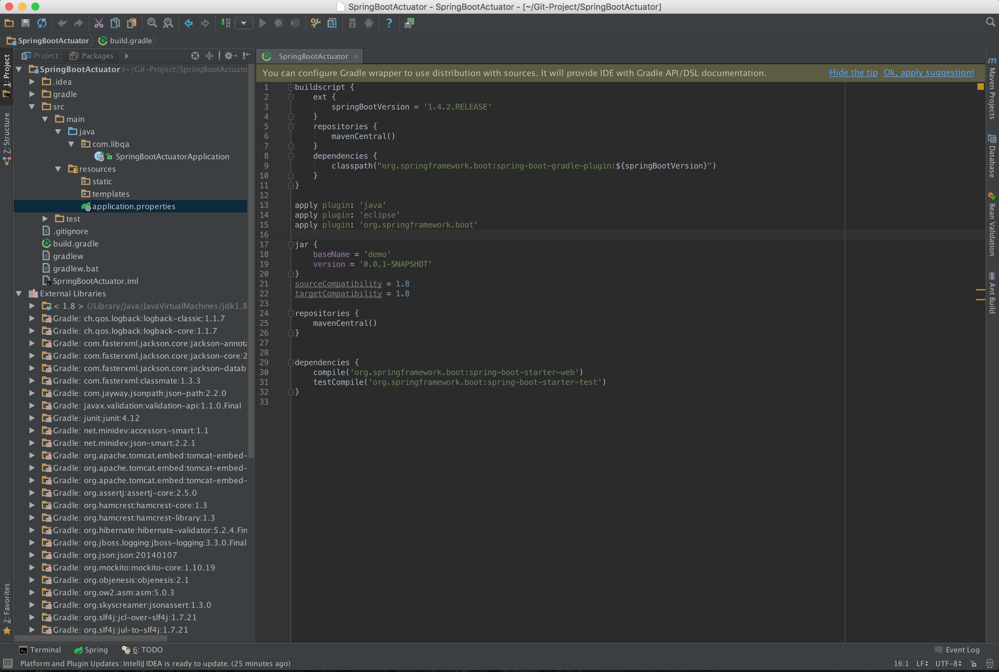 SpringBootActuator - SpringBootActuator - [~/Git-Project/SpringBootActuator]
SpringBootActuator build.gradle
Project Packages
SpringBootActuator (~/Git-Project/SpringBootActuato
.idea
gradle
src
main
java
com.libqa
SpringBootActuatorApplication
resources
static
templates
application.properties
test
.gitignore
build.gradle
gradlew
gradlew.bat
SpringBootActuator.iml
External Libraries
< 1.8 > (/Library/Java/JavaVirtualMachines/jdk1.8
Gradle: ch.qos.logback:logback-classic:1.1.7
Gradle: ch.qos.logback:logback-core:1.1.7
Gradle: com.fasterxml.jackson.core:jackson-annota
Gradle: com.fasterxml.jackson.core:jackson-core:2
Gradle: com.fasterxml.jackson.core:jackson-datab
Gradle: com.fasterxml:classmate:1.3.3
Gradle: com.jayway.jsonpath:json-path:2.2.0
Gradle: javax.validation:validation-api:1.1.0.Final
Gradle: junit:junit:4.12
Gradle: net.minidev:accessors-smart:1.1
Gradle: net.minidev:json-smart:2.2.1
Gradle: org.apache.tomcat.embed:tomcat-embed-
Gradle: org.apache.tomcat.embed:tomcat-embed-
Gradle: org.apache.tomcat.embed:tomcat-embed-
Gradle: org.assertj:assertj-core:2.5.0
Gradle: org.hamcrest:hamcrest-core:1.3
Gradle: org.hamcrest:hamcrest-library:1.3
Gradle: org.hibernate:hibernate-validator:5.2.4.Fin
Gradle: org.jboss.logging:jboss-logging:3.3.0.Final
Gradle: org.json:json:20140107
Gradle: org.mockito:mockito-core:1.10.19
Gradle: org.objenesis:objenesis:2.1
Gradle: org.ow2.asm:asm:5.0.3
Gradle: org.skyscreamer:jsonassert:1.3.0
Gradle: org.slf4j:jcl-over-slf4j:1.7.21
Gradle: org.slf4j:jul-to-slf4j:1.7.21
1: Project
7: Structure
2: Favorites
SpringBootActuator
You can configure Gradle wrapper to use distribution with sources. It will provide IDE with Gradle API/DSL documentation. Hide the tip Ok, apply suggestion!
1 buildscript {
2 ext {
3 springBootVersion = '1.4.2.RELEASE'
4 }
5 repositories {
6 mavenCentral()
7 }
8 dependencies {
9 classpath("org.springframework.boot:spring-boot-gradle-plugin:${springBootVersion}")
10 }
11 }
12
13 apply plugin: 'java'
14 apply plugin: 'eclipse'
15 apply plugin: 'org.springframework.boot'
16
17 jar {
18 baseName = 'demo'
19 version = '0.0.1-SNAPSHOT'
20 }
21 sourceCompatibility = 1.8
22 targetCompatibility = 1.8
23
24 repositories {
25 mavenCentral()
26 }
27
28
29 dependencies {
30 compile('org.springframework.boot:spring-boot-starter-web')
31 testCompile('org.springframework.boot:spring-boot-starter-test')
32 }
33
Maven Projects
Database
Bean Validation
Ant Build
Terminal Spring 6: TODO Event Log
Platform and Plugin Updates: IntelliJ IDEA is ready to update. (25 minutes ago) 16:1 LF UTF-8